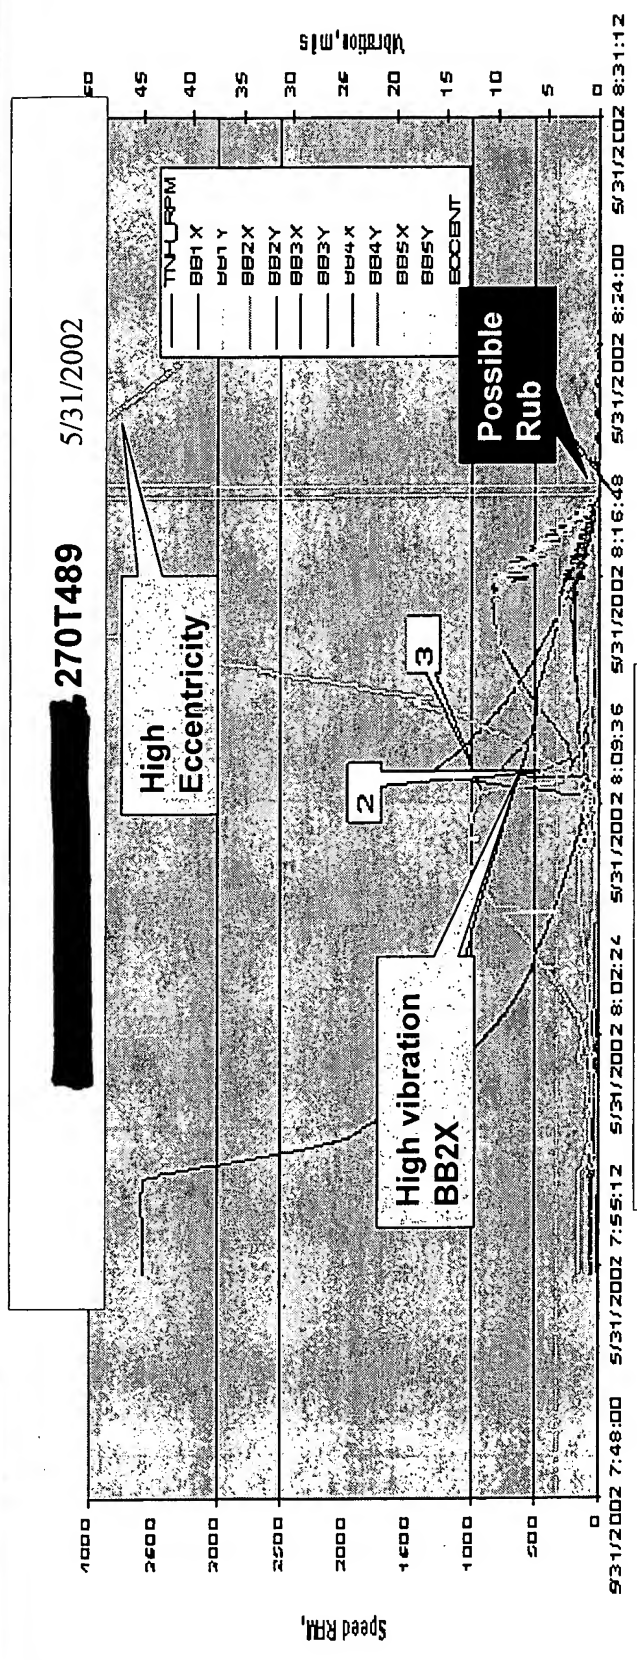 270T489 5/31/2002
High
Eccentricity
High vibration
BB2X
2
3
Possible
Rub
TNH_RPM
BB1X
BB1Y
BB2X
BB2Y
BB3X
BB3Y
BB4X
BB4Y
BB5X
BB5Y
ECCENT
Speed RPM,
4000
3500
3000
2500
2000
1500
1000
500
0
Vibration, mils
50
45
40
35
30
25
20
15
10
5
0
5/31/2002 7:48:00
5/31/2002 7:55:12
5/31/2002 8:02:24
5/31/2002 8:09:36
5/31/2002 8:16:48
5/31/2002 8:24:00
5/31/2002 8:31:12